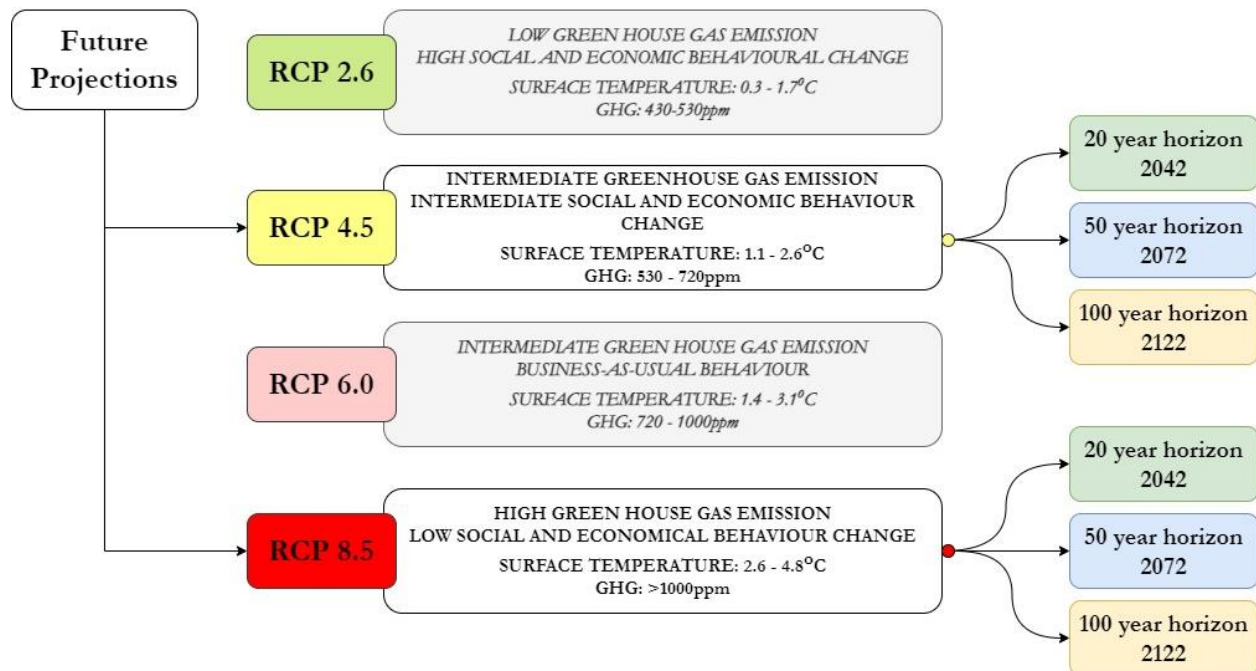 Future
Projections
RCP 2.6
LOW GREEN HOUSE GAS EMISSION
HIGH SOCIAL AND ECONOMIC BEHAVIOURAL CHANGE
SURFACE TEMPERATURE: 0.3 - 1.7⁰C
GHG: 430-530ppm
RCP 4.5
INTERMEDIATE GREENHOUSE GAS EMISSION
INTERMEDIATE SOCIAL AND ECONOMIC BEHAVIOUR
CHANGE
SURFACE TEMPERATURE: 1.1 - 2.6ᴼC
GHG: 530 - 720ppm
20 year horizon
2042
50 year horizon
2072
100 year horizon
2122
RCP 6.0
INTERMEDIATE GREEN HOUSE GAS EMISSION
BUSINESS-AS-USUAL BEHAVIOUR
SURFACE TEMPERATURE: 1.4 - 3.1⁰C
GHG: 720 - 1000ppm
RCP 8.5
HIGH GREEN HOUSE GAS EMISSION
LOW SOCIAL AND ECONOMICAL BEHAVIOUR CHANGE
SURFACE TEMPERATURE: 2.6 - 4.8ᴼC
GHG: >1000ppm
20 year horizon
2042
50 year horizon
2072
100 year horizon
2122